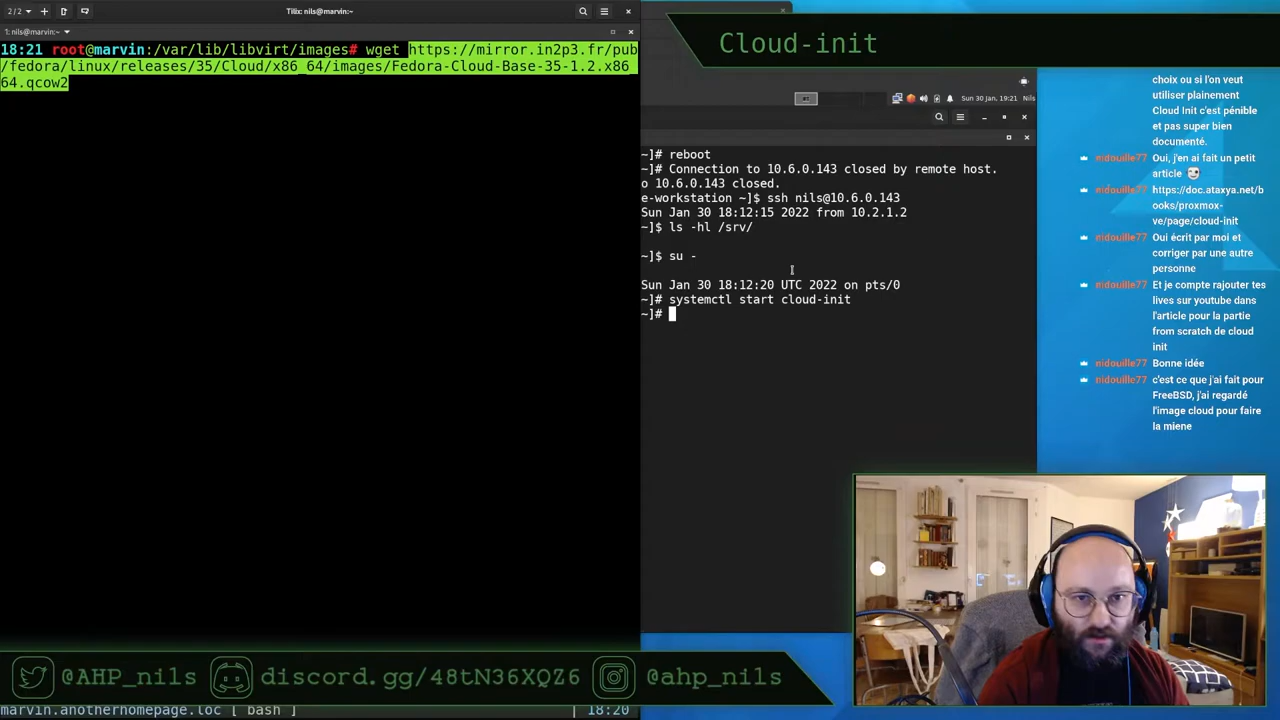 2/2
Tilix: nils@marvin:~
1: nils@marvin:~
18:21 root@marvin:/var/lib/libvirt/images# wget https://mirror.in2p3.fr/pub
/fedora/linux/releases/35/Cloud/x86_64/images/Fedora-Cloud-Base-35-1.2.x86_
64.qcow2
Cloud-init
Sun 30 Jan, 19:21 Nils
~]# reboot
~]# Connection to 10.6.0.143 closed by remote host.
o 10.6.0.143 closed.
e-workstation ~]$ ssh nils@10.6.0.143
Sun Jan 30 18:12:15 2022 from 10.2.1.2
~]$ ls -hl /srv/
~]$ su -
Sun Jan 30 18:12:20 UTC 2022 on pts/0
~]# systemctl start cloud-init
~]#
choix ou si l'on veut
utiliser plainement
Cloud Init c'est pénible
et pas super bien
documenté.
nidouille77 Oui, j'en ai fait un petit
article
nidouille77 https://doc.ataxya.net/b
ooks/proxmox-
ve/page/cloud-init
nidouille77 Oui écrit par moi et
corriger par une autre
personne
nidouille77 Et je compte rajouter tes
lives sur youtube dans
l'article pour la partie
from scratch de cloud
init
nidouille77 Bonne idée
nidouille77 c'est ce que j'ai fait pour
FreeBSD, j'ai regardé
l'image cloud pour faire
la miene
@AHP_nils
discord.gg/48tN36XQZ6
@ahp_nils
marvin.anotherhomepage.loc [ bash ] | 18:20